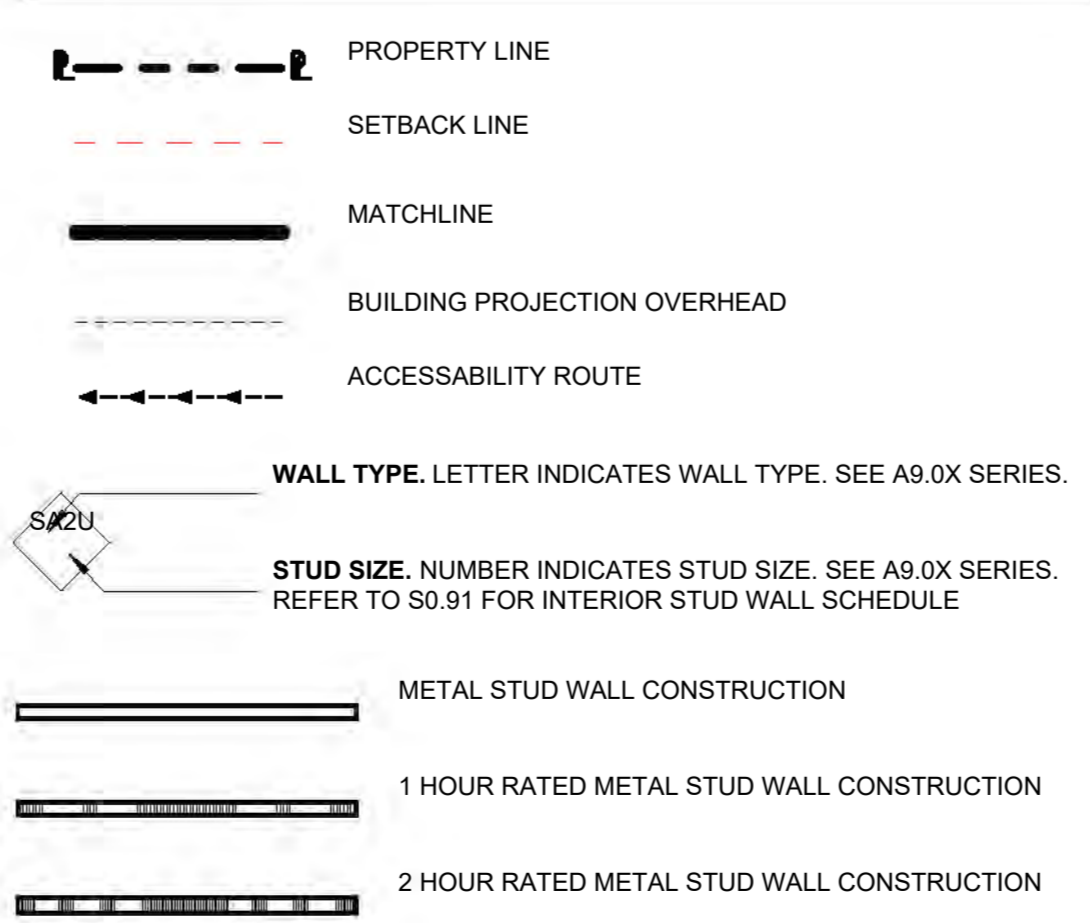 PL PL PROPERTY LINE
SETBACK LINE
MATCHLINE
BUILDING PROJECTION OVERHEAD
ACCESSABILITY ROUTE
WALL TYPE. LETTER INDICATES WALL TYPE. SEE A9.0X SERIES.
SA2U
STUD SIZE. NUMBER INDICATES STUD SIZE. SEE A9.0X SERIES.
REFER TO S0.91 FOR INTERIOR STUD WALL SCHEDULE
METAL STUD WALL CONSTRUCTION
1 HOUR RATED METAL STUD WALL CONSTRUCTION
2 HOUR RATED METAL STUD WALL CONSTRUCTION